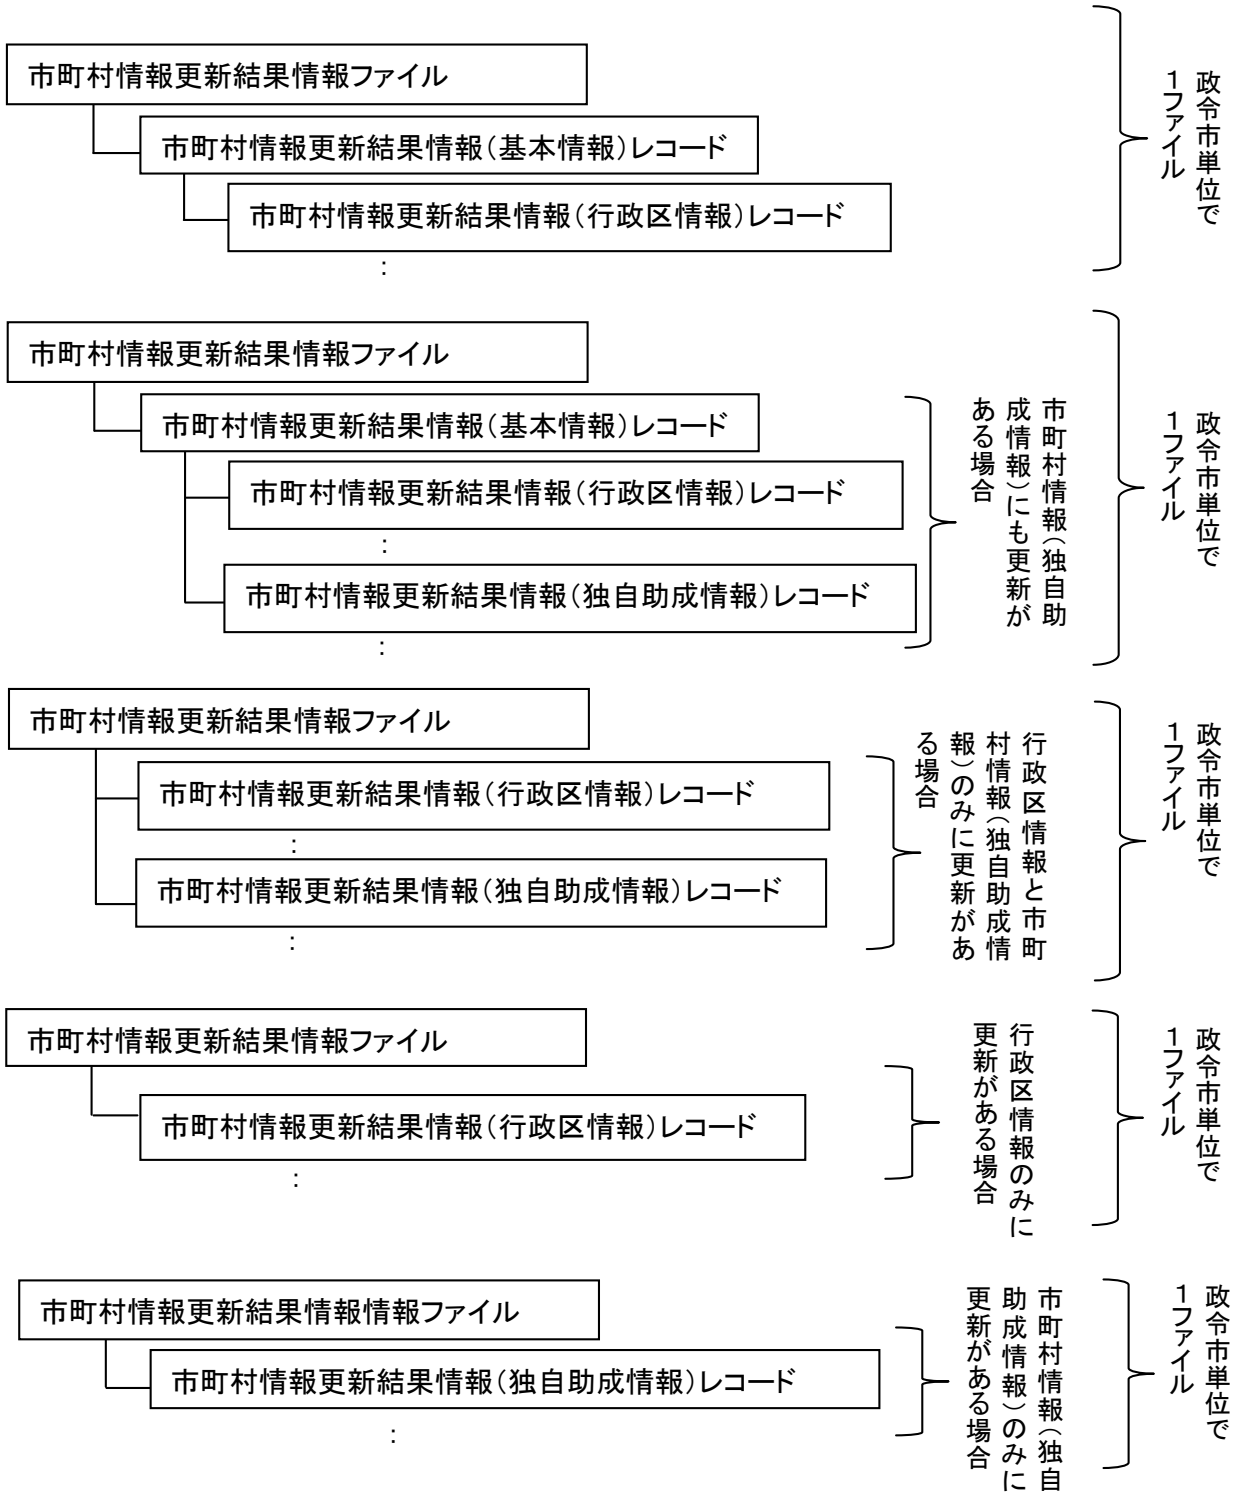 市町村情報更新結果情報ファイル
市町村情報更新結果情報（基本情報）レコード
市町村情報更新結果情報（行政区情報）レコード
：
政令市単位で
１ファイル
市町村情報更新結果情報ファイル
市町村情報更新結果情報（基本情報）レコード
市町村情報更新結果情報（行政区情報）レコード
：
市町村情報更新結果情報（独自助成情報）レコード
：
市町村情報（独自助
成情報）にも更新が
ある場合
政令市単位で
１ファイル
市町村情報更新結果情報ファイル
市町村情報更新結果情報（行政区情報）レコード
：
市町村情報更新結果情報（独自助成情報）レコード
：
行政区情報と市町
村情報（独自助成情
報）のみに更新があ
る場合
政令市単位で
１ファイル
市町村情報更新結果情報ファイル
市町村情報更新結果情報（行政区情報）レコード
：
行政区情報のみに
更新がある場合
政令市単位で
１ファイル
市町村情報更新結果情報情報ファイル
市町村情報更新結果情報（独自助成情報）レコード
：
市町村情報（独自
助成情報）のみに
更新がある場合
政令市単位で
１ファイル